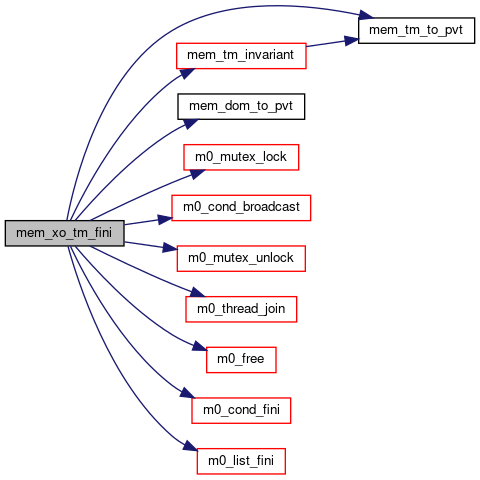 mem_tm_to_pvt
mem_tm_invariant
mem_dom_to_pvt
m0_mutex_lock
m0_cond_broadcast
mem_xo_tm_fini
m0_mutex_unlock
m0_thread_join
m0_free
m0_cond_fini
m0_list_fini